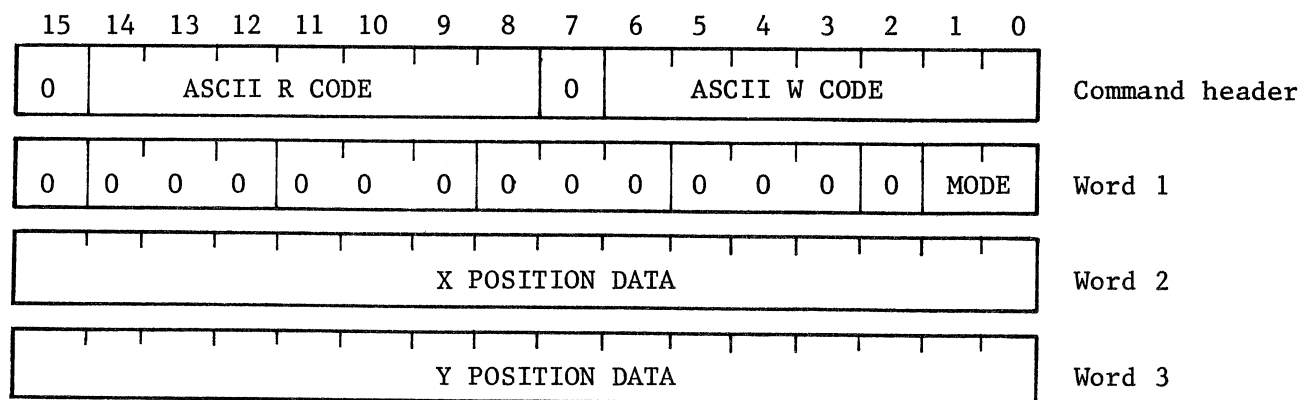 15 14 13 12 11 10 9 8 7 6 5 4 3 2 1 0
0 ASCII R CODE 0 ASCII W CODE Command header
0 0 0 0 0 0 0 0 0 0 0 0 0 0 MODE Word 1
X POSITION DATA Word 2
Y POSITION DATA Word 3